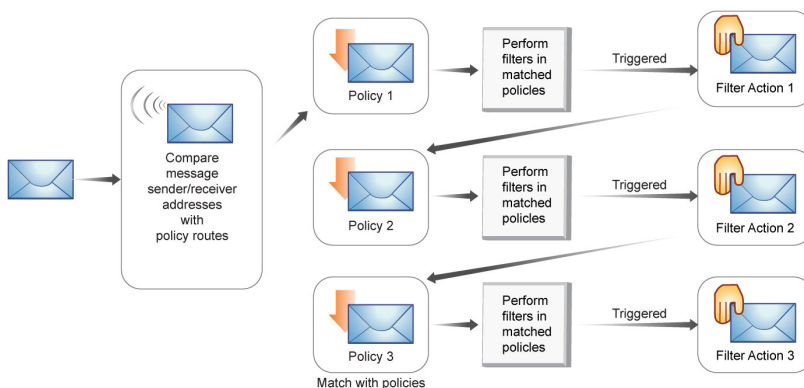 Compare
message
sender/receiver
addresses
with
policy routes
Policy 1
Perform
filters in
matched
policies
Triggered
Filter Action 1
Policy 2
Perform
filters in
matched
policies
Triggered
Filter Action 2
Policy 3
Perform
filters in
matched
policies
Triggered
Filter Action 3
Match with policies